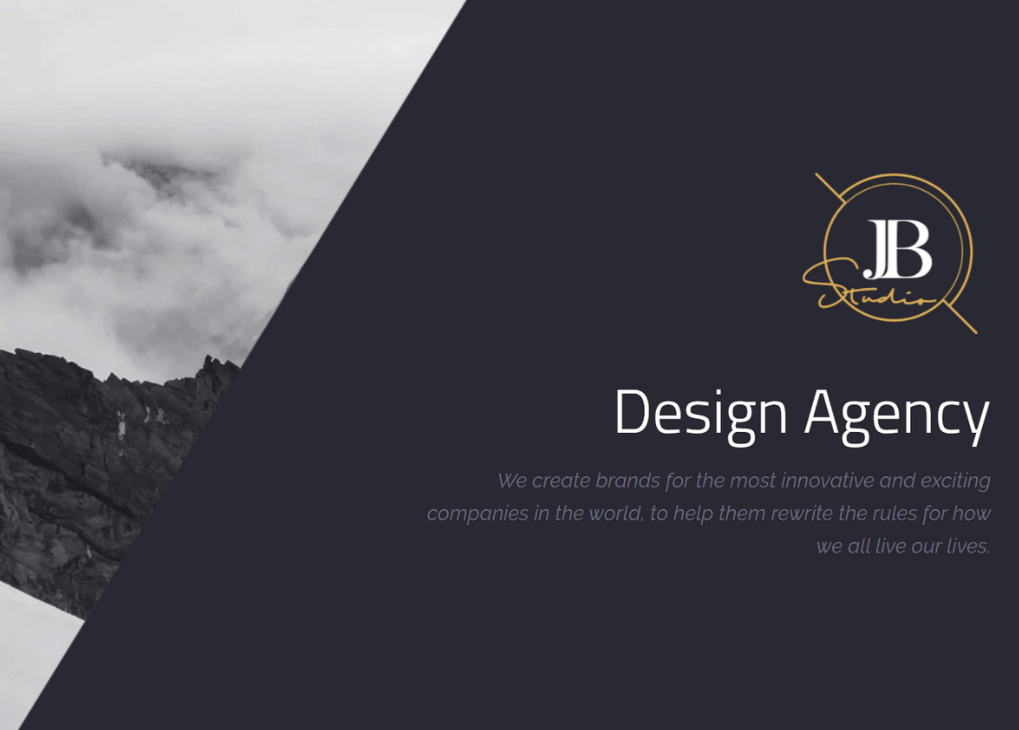 JB
Studio
Design Agency
We create brands for the most innovative and exciting
companies in the world, to help them rewrite the rules for how
we all live our lives.